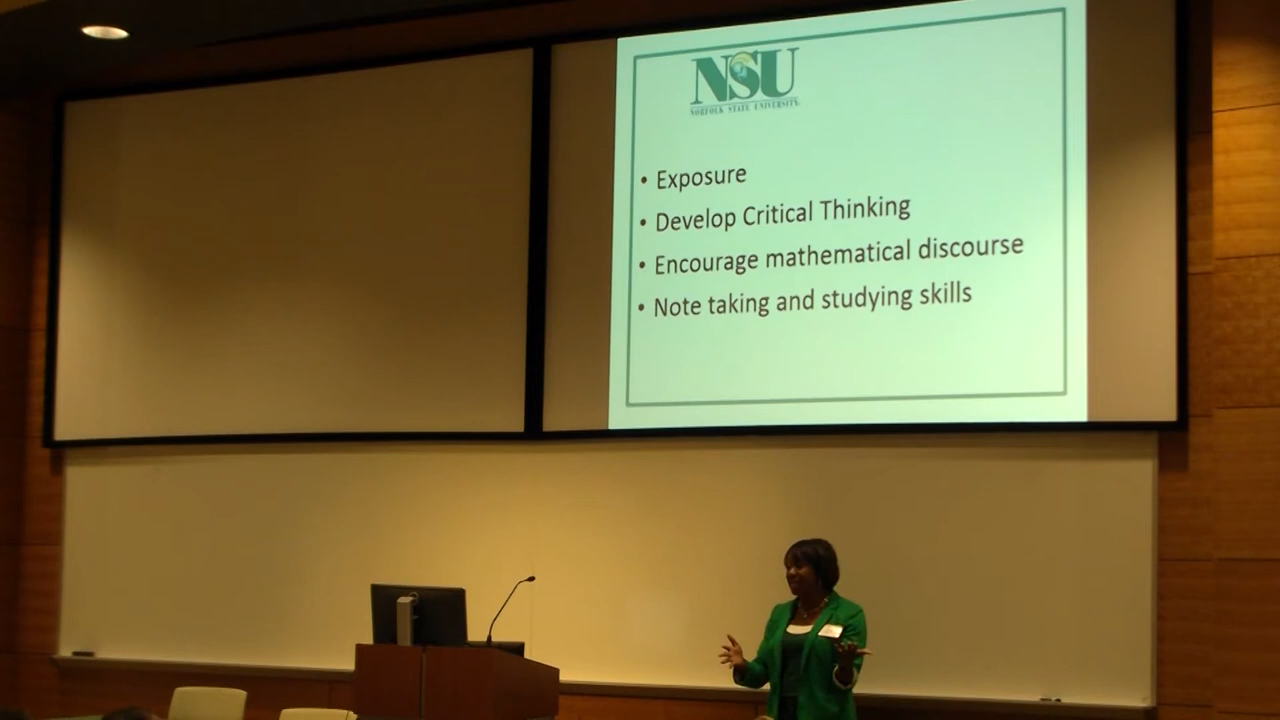 NSU
NORFOLK STATE UNIVERSITY
• Exposure
• Develop Critical Thinking
• Encourage mathematical discourse
• Note taking and studying skills